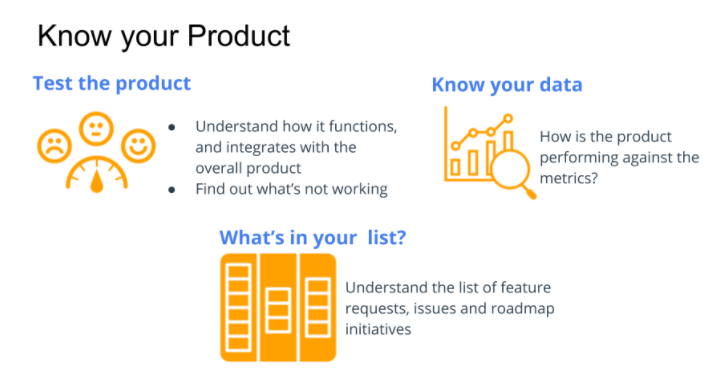 Know your Product
Test the product
• Understand how it functions,
and integrates with the
overall product
• Find out what's not working
Know your data
How is the product
performing against the
metrics?
What's in your  list?
Understand the list of feature
requests, issues and roadmap
initiatives